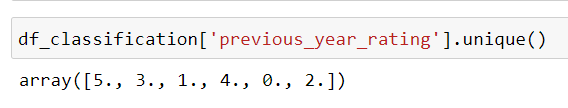 df_classification['previous_year_rating'].unique()
array([5., 3., 1., 4., 0., 2.])